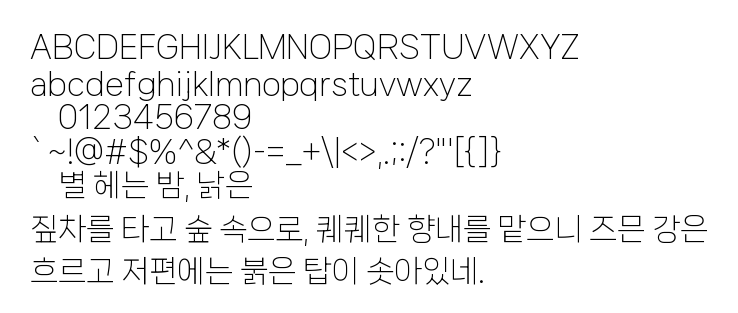 ABCDEFGHIJKLMNOPQRSTUVWXYZ
abcdefghijklmnopqrstuvwxyz
0123456789
`~!@#$%^&*()-=_+\|<>,.;:/?"'[{]}
별 헤는 밤, 낡은
짚차를 타고 숲 속으로, 퀘퀘한 향내를 맡으니 즈믄 강은
흐르고 저편에는 붉은 탑이 솟아있네.